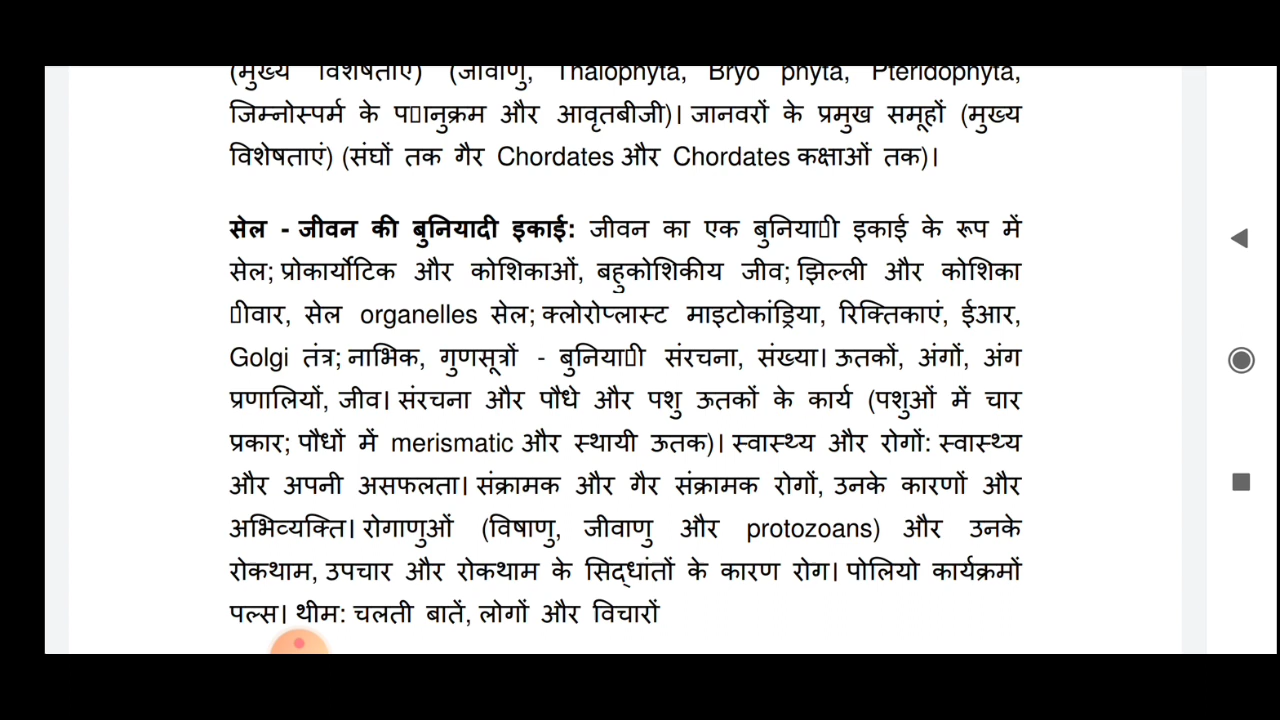 (मुख्य विशेषताएं) (जीवाणु, Thalophyta, Bryo phyta, Pteridophyta,
जिम्नोस्पर्म के प▯ानुक्रम और आवृतबीजी)। जानवरों के प्रमुख समूहों (मुख्य
विशेषताएं) (संघों तक गैर Chordates और Chordates कक्षाओं तक)।
सेल - जीवन की बुनियादी इकाई: जीवन का एक बुनिया▯ी इकाई के रूप में
सेल; प्रोकार्योटिक और कोशिकाओं, बहुकोशिकीय जीव; झिल्ली और कोशिका
▯ीवार, सेल organelles सेल; क्लोरोप्लास्ट माइटोकांड्रिया, रिक्तिकाएं, ईआर,
Golgi तंत्र; नाभिक, गुणसूत्रों - बुनिया▯ी संरचना, संख्या। ऊतकों, अंगों, अंग
प्रणालियों, जीव। संरचना और पौधे और पशु ऊतकों के कार्य (पशुओं में चार
प्रकार; पौधों में merismatic और स्थायी ऊतक)। स्वास्थ्य और रोगों: स्वास्थ्य
और अपनी असफलता। संक्रामक और गैर संक्रामक रोगों, उनके कारणों और
अभिव्यक्ति। रोगाणुओं (विषाणु, जीवाणु और protozoans) और उनके
रोकथाम, उपचार और रोकथाम के सिद्धांतों के कारण रोग। पोलियो कार्यक्रमों
पल्स। थीम: चलती बातें, लोगों और विचारों